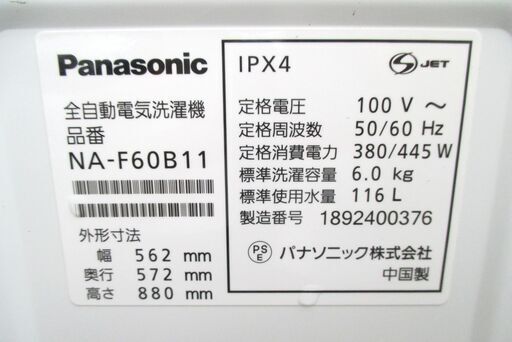 Panasonic
全自動電気洗濯機
品番
NA-F60B11
外形寸法
幅 562 mm
奥行 572 mm
高さ 880 mm
IPX4
S JET
定格電圧 100 V ～
定格周波数 50/60 Hz
定格消費電力 380/445 W
標準洗濯容量 6.0 kg
標準使用水量 116 L
製造番号 1892400376
PS E パナソニック株式会社
中国製